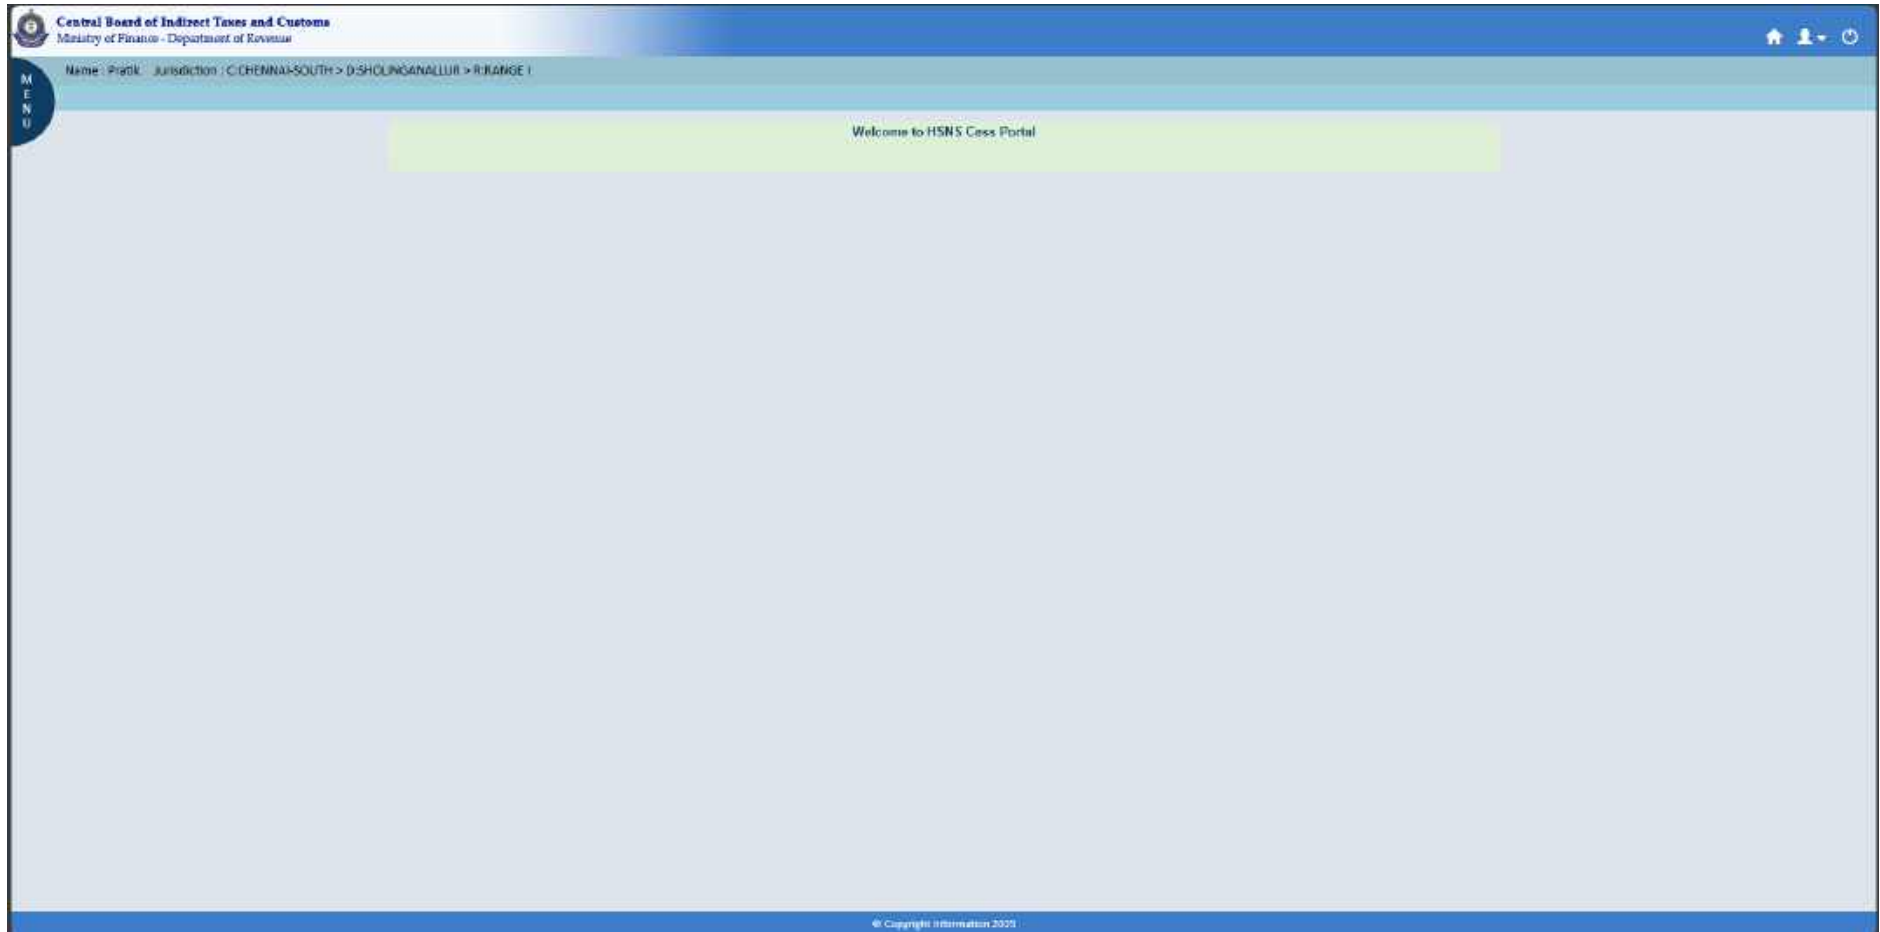 Central Board of Indirect Taxes and Customs
Ministry of Finance - Department of Revenue
Name : Pratik Jurisdiction : C:CHENNAI-SOUTH > D:SHOLINGANALLUR > R:RANGE I
MENU
Welcome to HSNS Cess Portal
© Copyright Information 2025